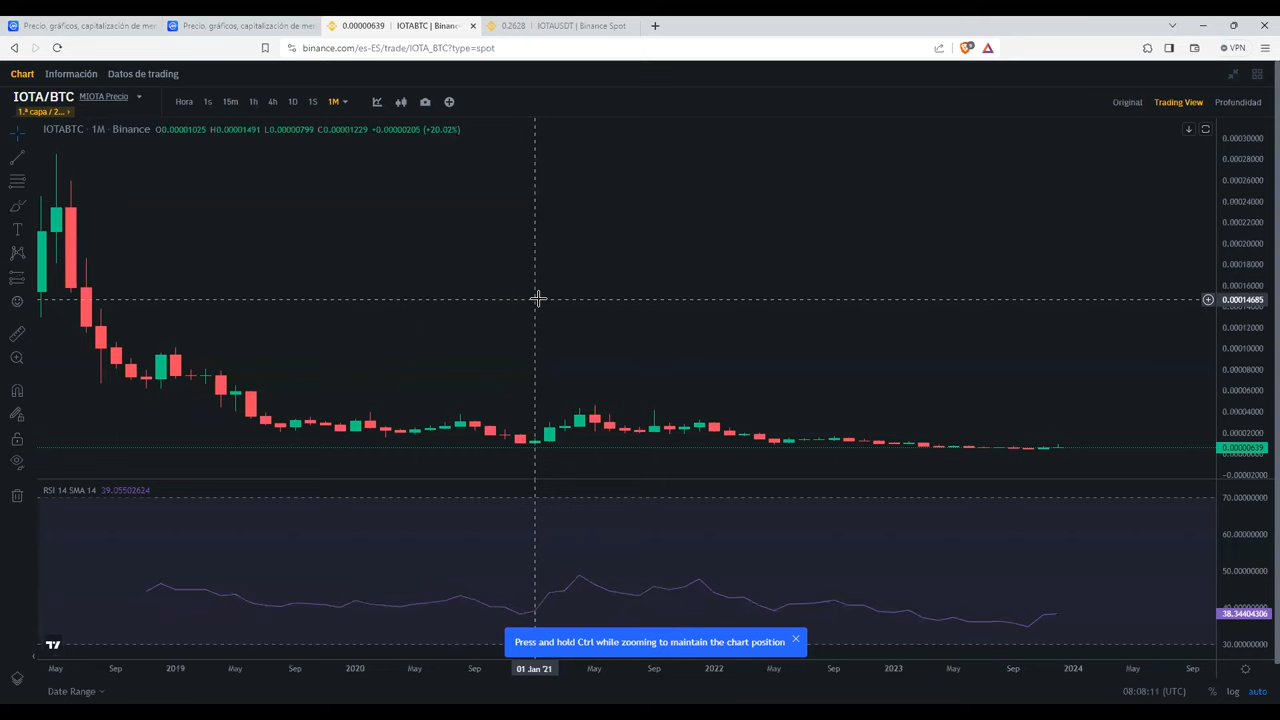 Precio, gráficos, capitalización de mer
Precio, gráficos, capitalización de mer
0.00000639 IOTABTC | Binanc
0.2628 IOTAUSDT | Binance Spot
binance.com/es-ES/trade/IOTA_BTC?type=spot
VPN
Chart Información Datos de trading
IOTA/BTC MIOTA Precio
1.ª capa / 2...
Hora 1s 15m 1h 4h 1D 1S 1M
Original Trading View Profundidad
IOTABTC · 1M · Binance O0.00001025 H0.00001491 L0.00000799 C0.00001229 +0.00000205 (+20.02%)
0.00030000
0.00028000
0.00026000
0.00024000
0.00022000
0.00020000
0.00018000
0.00016000
0.00014685
0.00012000
0.00010000
0.00008000
0.00006000
0.00004000
0.00002000
0.00000639
−0.00002000
RSI 14 SMA 14 39.05502624
70.00000000
60.00000000
50.00000000
38.34404306
30.00000000
Press and hold Ctrl while zooming to maintain the chart position
May Sep 2019 May Sep 2020 May Sep 01 Jan '21 May Sep 2022 May Sep 2023 May Sep 2024 May Sep
Date Range
08:08:11 (UTC) % log auto